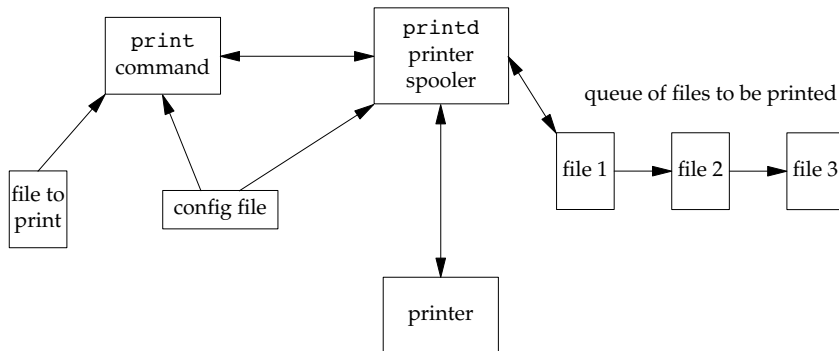 print
command
printd
printer
spooler
queue of files to be printed
file to
print
config file
file 1
file 2
file 3
printer